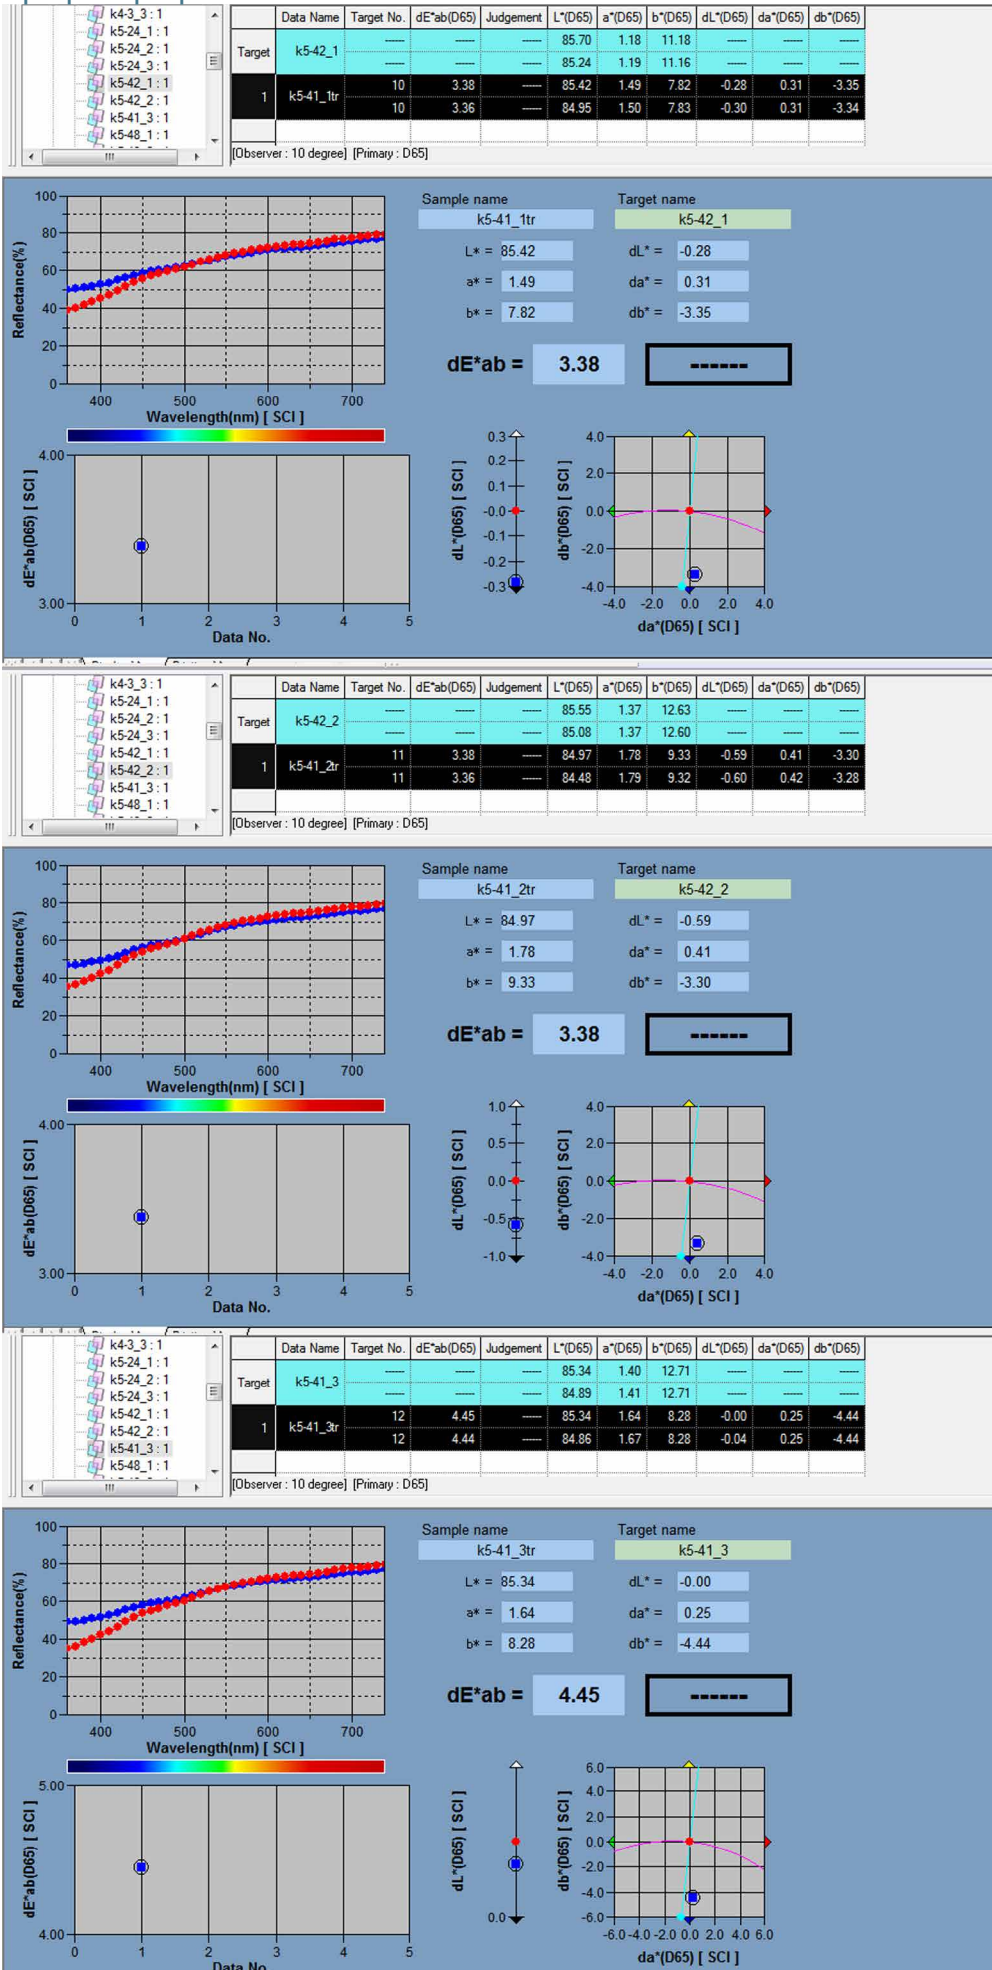 k4-3_3 : 1
k5-24_1 : 1
k5-24_2 : 1
k5-24_3 : 1
k5-42_1 : 1
k5-42_2 : 1
k5-41_3 : 1
k5-48_1 : 1
Data Name Target No. dE*ab(D65) Judgement L*(D65) a*(D65) b*(D65) dL*(D65) da*(D65) db*(D65)
Target k5-42_1 ----- ----- ----- 85.70 1.18 11.18 ----- ----- -----
----- ----- ----- 85.24 1.19 11.16 ----- ----- -----
1 k5-41_1tr 10 3.38 ----- 85.42 1.49 7.82 -0.28 0.31 -3.35
10 3.36 ----- 84.95 1.50 7.83 -0.30 0.31 -3.34
[Observer : 10 degree] [Primary : D65]
Sample name Target name
k5-41_1tr k5-42_1
L* = 85.42 dL* = -0.28
a* = 1.49 da* = 0.31
b* = 7.82 db* = -3.35
dE*ab = 3.38 ------
Reflectance(%)
100
80
60
40
20
0
400 500 600 700
Wavelength(nm) [ SCI ]
dE*ab(D65) [ SCI ]
4.00
3.00
0 1 2 3 4 5
Data No.
dL*(D65) [ SCI ]
0.3
0.2
0.1
-0.0
-0.1
-0.2
-0.3
db*(D65) [ SCI ]
4.0
2.0
0.0
-2.0
-4.0
-4.0 -2.0 0.0 2.0 4.0
da*(D65) [ SCI ]
k4-3_3 : 1
k5-24_1 : 1
k5-24_2 : 1
k5-24_3 : 1
k5-42_1 : 1
k5-42_2 : 1
k5-41_3 : 1
k5-48_1 : 1
Data Name Target No. dE*ab(D65) Judgement L*(D65) a*(D65) b*(D65) dL*(D65) da*(D65) db*(D65)
Target k5-42_2 ----- ----- ----- 85.55 1.37 12.63 ----- ----- -----
----- ----- ----- 85.08 1.37 12.60 ----- ----- -----
1 k5-41_2tr 11 3.38 ----- 84.97 1.78 9.33 -0.59 0.41 -3.30
11 3.36 ----- 84.48 1.79 9.32 -0.60 0.42 -3.28
[Observer : 10 degree] [Primary : D65]
Sample name Target name
k5-41_2tr k5-42_2
L* = 84.97 dL* = -0.59
a* = 1.78 da* = 0.41
b* = 9.33 db* = -3.30
dE*ab = 3.38 ------
Reflectance(%)
100
80
60
40
20
0
400 500 600 700
Wavelength(nm) [ SCI ]
dE*ab(D65) [ SCI ]
4.00
3.00
0 1 2 3 4 5
Data No.
dL*(D65) [ SCI ]
1.0
0.5
0.0
-0.5
-1.0
db*(D65) [ SCI ]
4.0
2.0
0.0
-2.0
-4.0
-4.0 -2.0 0.0 2.0 4.0
da*(D65) [ SCI ]
k4-3_3 : 1
k5-24_1 : 1
k5-24_2 : 1
k5-24_3 : 1
k5-42_1 : 1
k5-42_2 : 1
k5-41_3 : 1
k5-48_1 : 1
Data Name Target No. dE*ab(D65) Judgement L*(D65) a*(D65) b*(D65) dL*(D65) da*(D65) db*(D65)
Target k5-41_3 ----- ----- ----- 85.34 1.40 12.71 ----- ----- -----
----- ----- ----- 84.89 1.41 12.71 ----- ----- -----
1 k5-41_3tr 12 4.45 ----- 85.34 1.64 8.28 -0.00 0.25 -4.44
12 4.44 ----- 84.86 1.67 8.28 -0.04 0.25 -4.44
[Observer : 10 degree] [Primary : D65]
Sample name Target name
k5-41_3tr k5-41_3
L* = 85.34 dL* = -0.00
a* = 1.64 da* = 0.25
b* = 8.28 db* = -4.44
dE*ab = 4.45 ------
Reflectance(%)
100
80
60
40
20
0
400 500 600 700
Wavelength(nm) [ SCI ]
dE*ab(D65) [ SCI ]
5.00
4.00
0 1 2 3 4 5
Data No.
dL*(D65) [ SCI ]
0.0
db*(D65) [ SCI ]
6.0
4.0
2.0
0.0
-2.0
-4.0
-6.0
-6.0 -4.0 -2.0 0.0 2.0 4.0 6.0
da*(D65) [ SCI ]